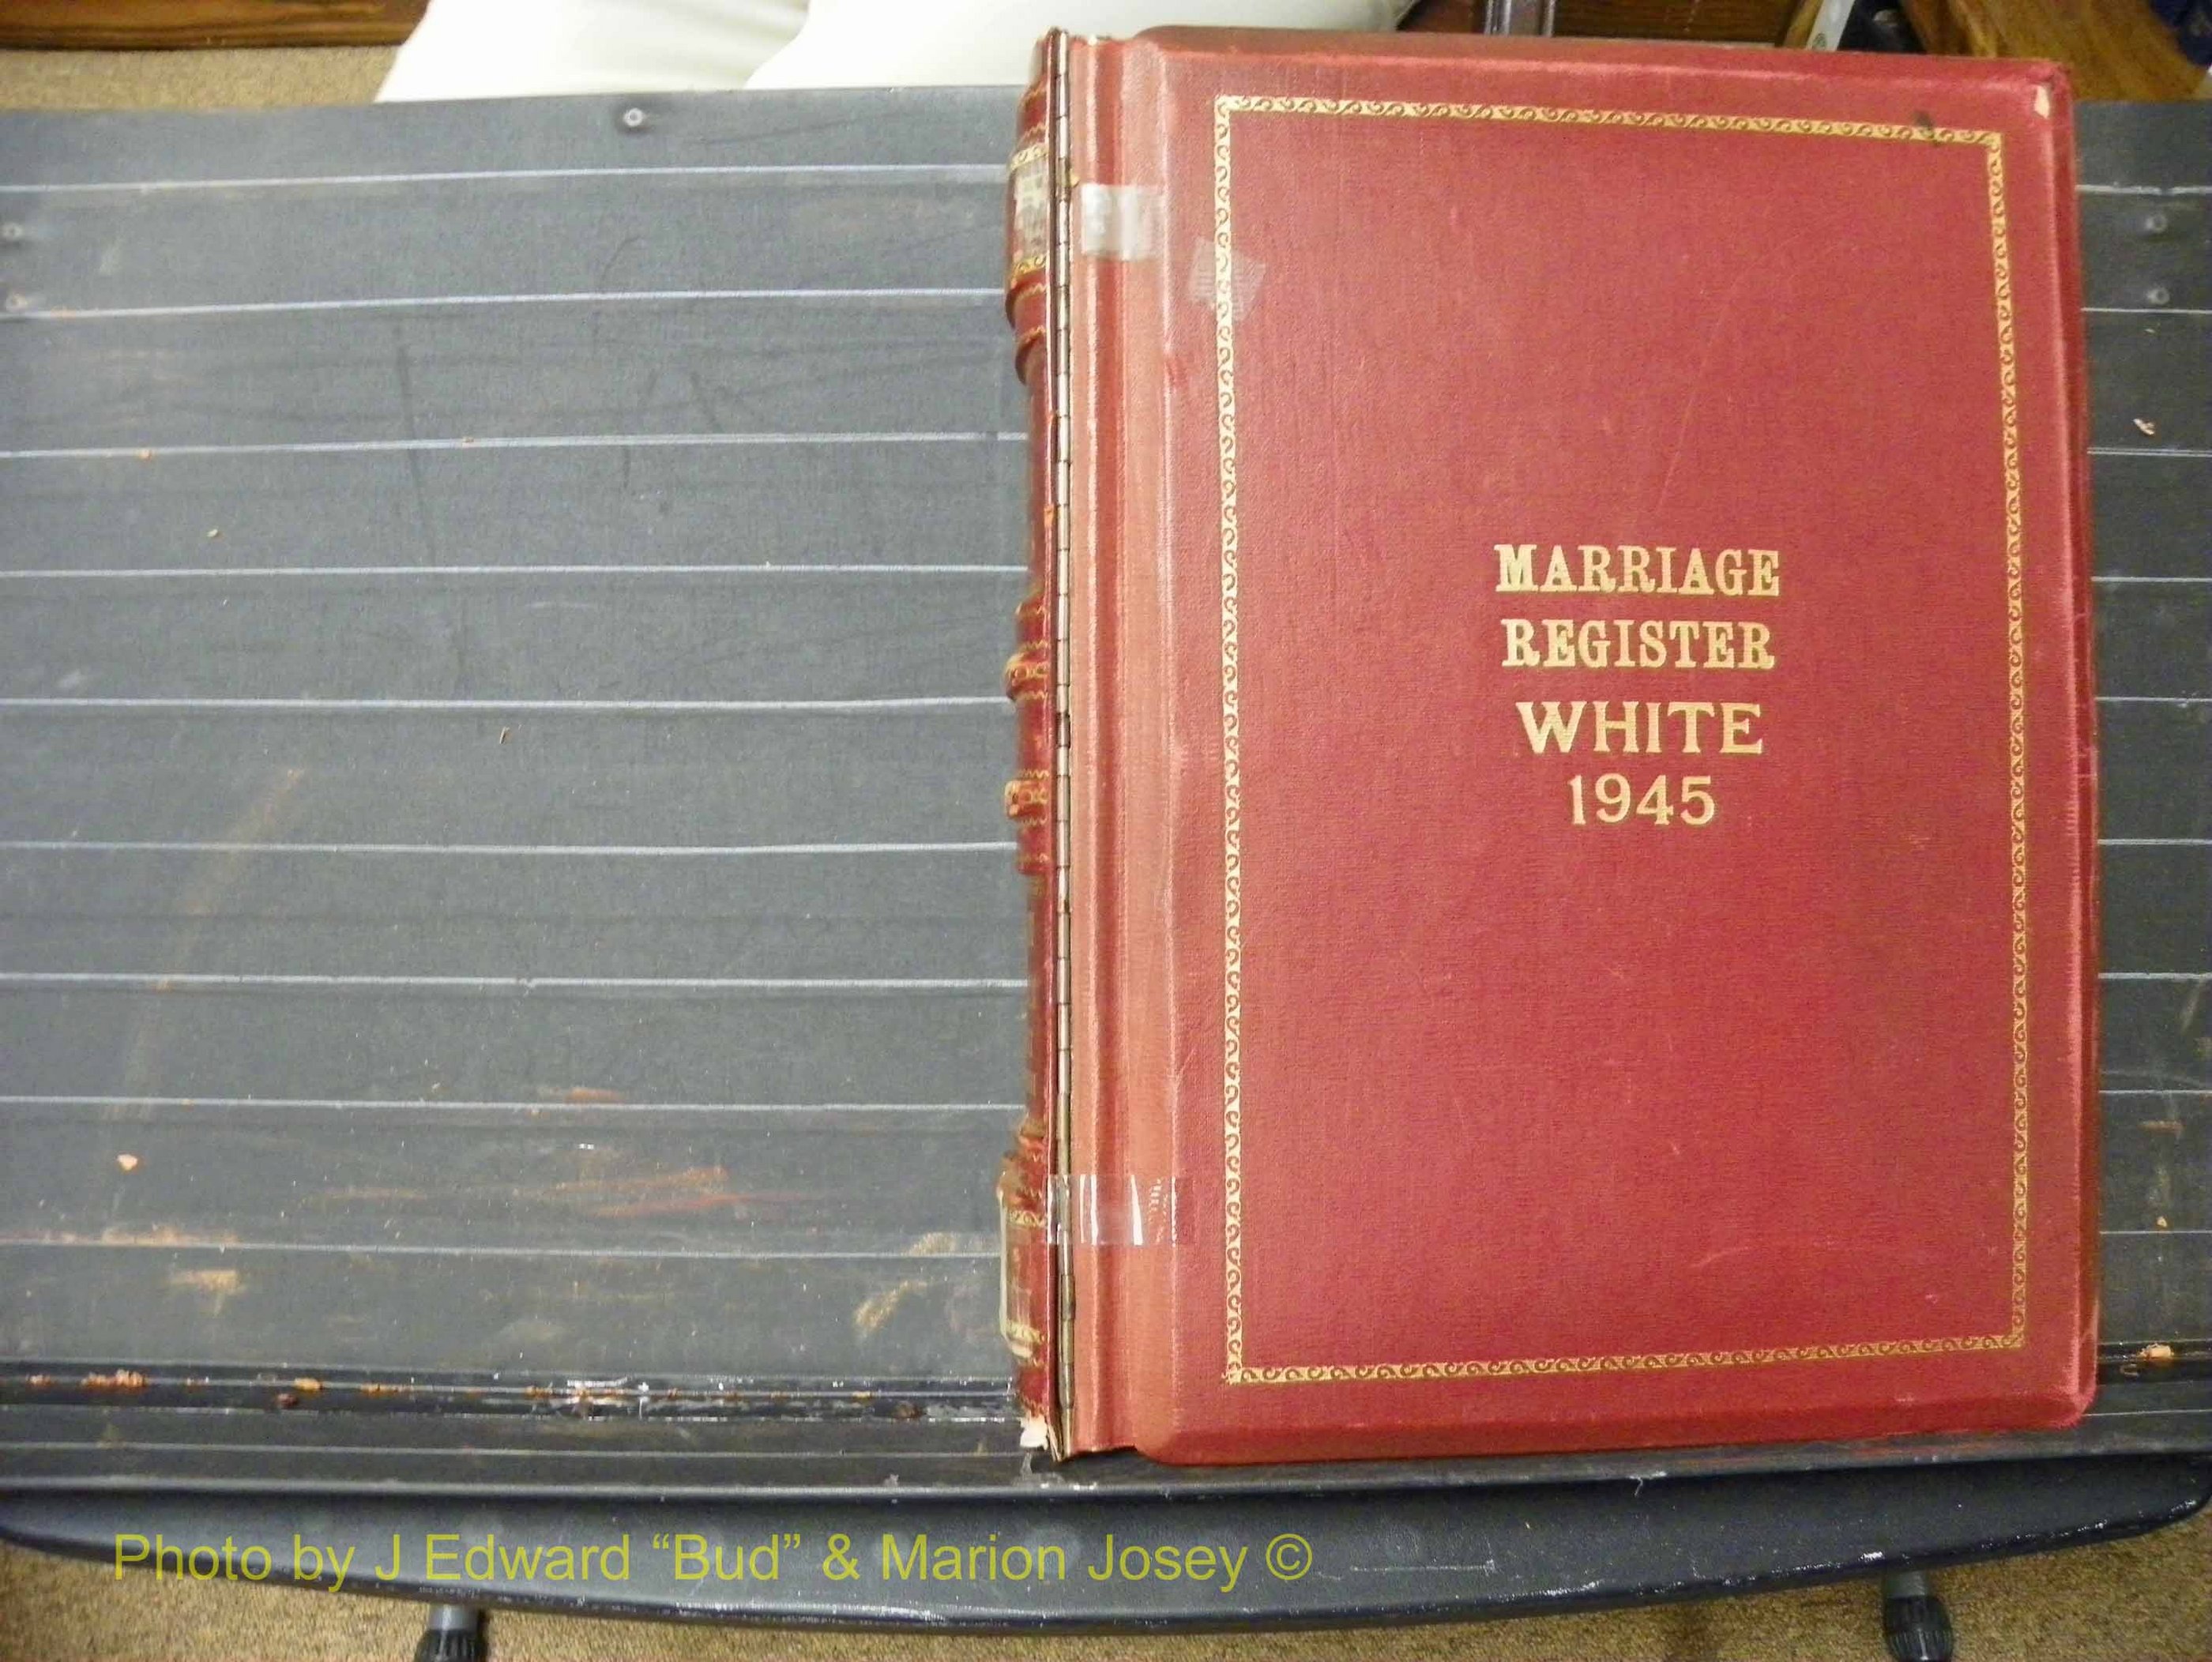 MARRIAGE
REGISTER
WHITE
1945
Photo by J Edward “Bud” & Marion Josey ©